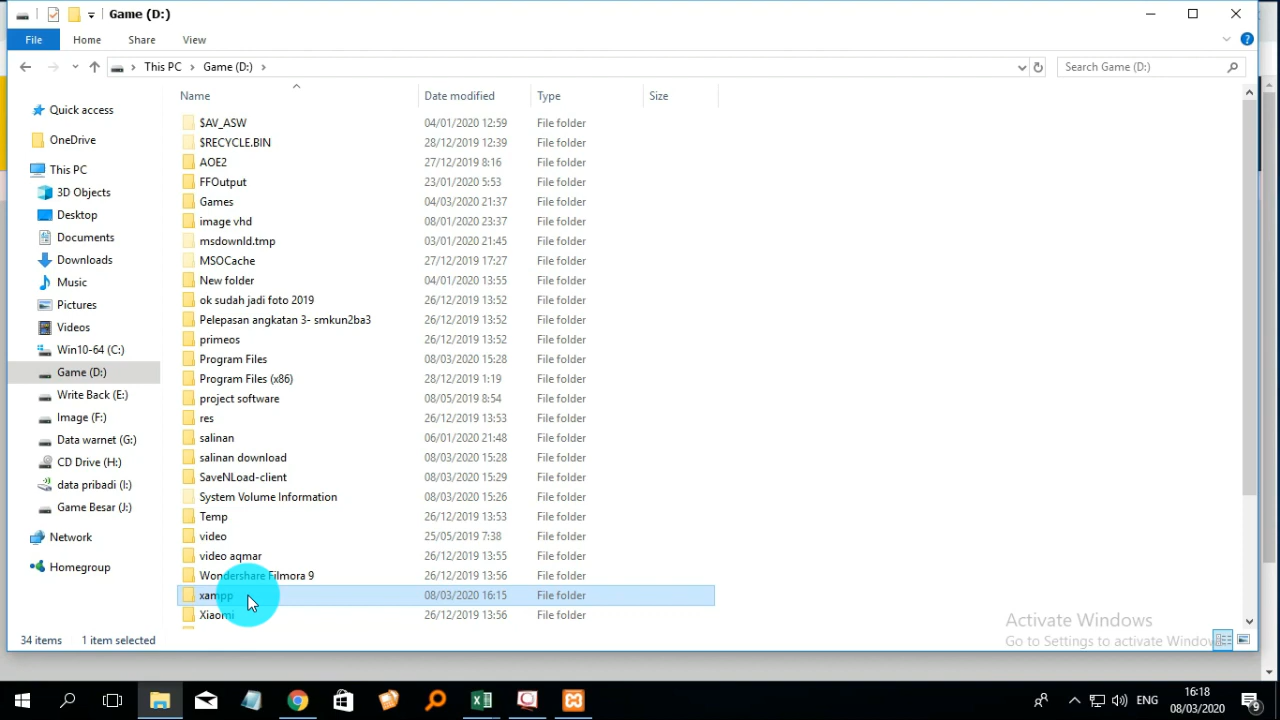 Game (D:)
File Home Share View
This PC Game (D:) Search Game (D:)
Name Date modified Type Size
Quick access
OneDrive
This PC
3D Objects
Desktop
Documents
Downloads
Music
Pictures
Videos
Win10-64 (C:)
Game (D:)
Write Back (E:)
Image (F:)
Data warnet (G:)
CD Drive (H:)
data pribadi (I:)
Game Besar (J:)
Network
Homegroup
$AV_ASW 04/01/2020 12:59 File folder
$RECYCLE.BIN 28/12/2019 12:39 File folder
AOE2 27/12/2019 8:16 File folder
FFOutput 23/01/2020 5:53 File folder
Games 04/03/2020 21:37 File folder
image vhd 08/01/2020 23:37 File folder
msdownld.tmp 03/01/2020 21:45 File folder
MSOCache 27/12/2019 17:27 File folder
New folder 04/01/2020 13:55 File folder
ok sudah jadi foto 2019 26/12/2019 13:52 File folder
Pelepasan angkatan 3- smkun2ba3 26/12/2019 13:52 File folder
primeos 26/12/2019 13:52 File folder
Program Files 08/03/2020 15:28 File folder
Program Files (x86) 28/12/2019 1:19 File folder
project software 08/05/2019 8:54 File folder
res 26/12/2019 13:53 File folder
salinan 06/01/2020 21:48 File folder
salinan download 08/03/2020 15:28 File folder
SaveNLoad-client 08/03/2020 15:29 File folder
System Volume Information 08/03/2020 15:26 File folder
Temp 26/12/2019 13:53 File folder
video 25/05/2019 7:38 File folder
video aqmar 26/12/2019 13:55 File folder
Wondershare Filmora 9 26/12/2019 13:56 File folder
xampp 08/03/2020 16:15 File folder
Xiaomi 26/12/2019 13:56 File folder
34 items 1 item selected
Activate Windows
Go to Settings to activate Windows
ENG
16:18
08/03/2020
9